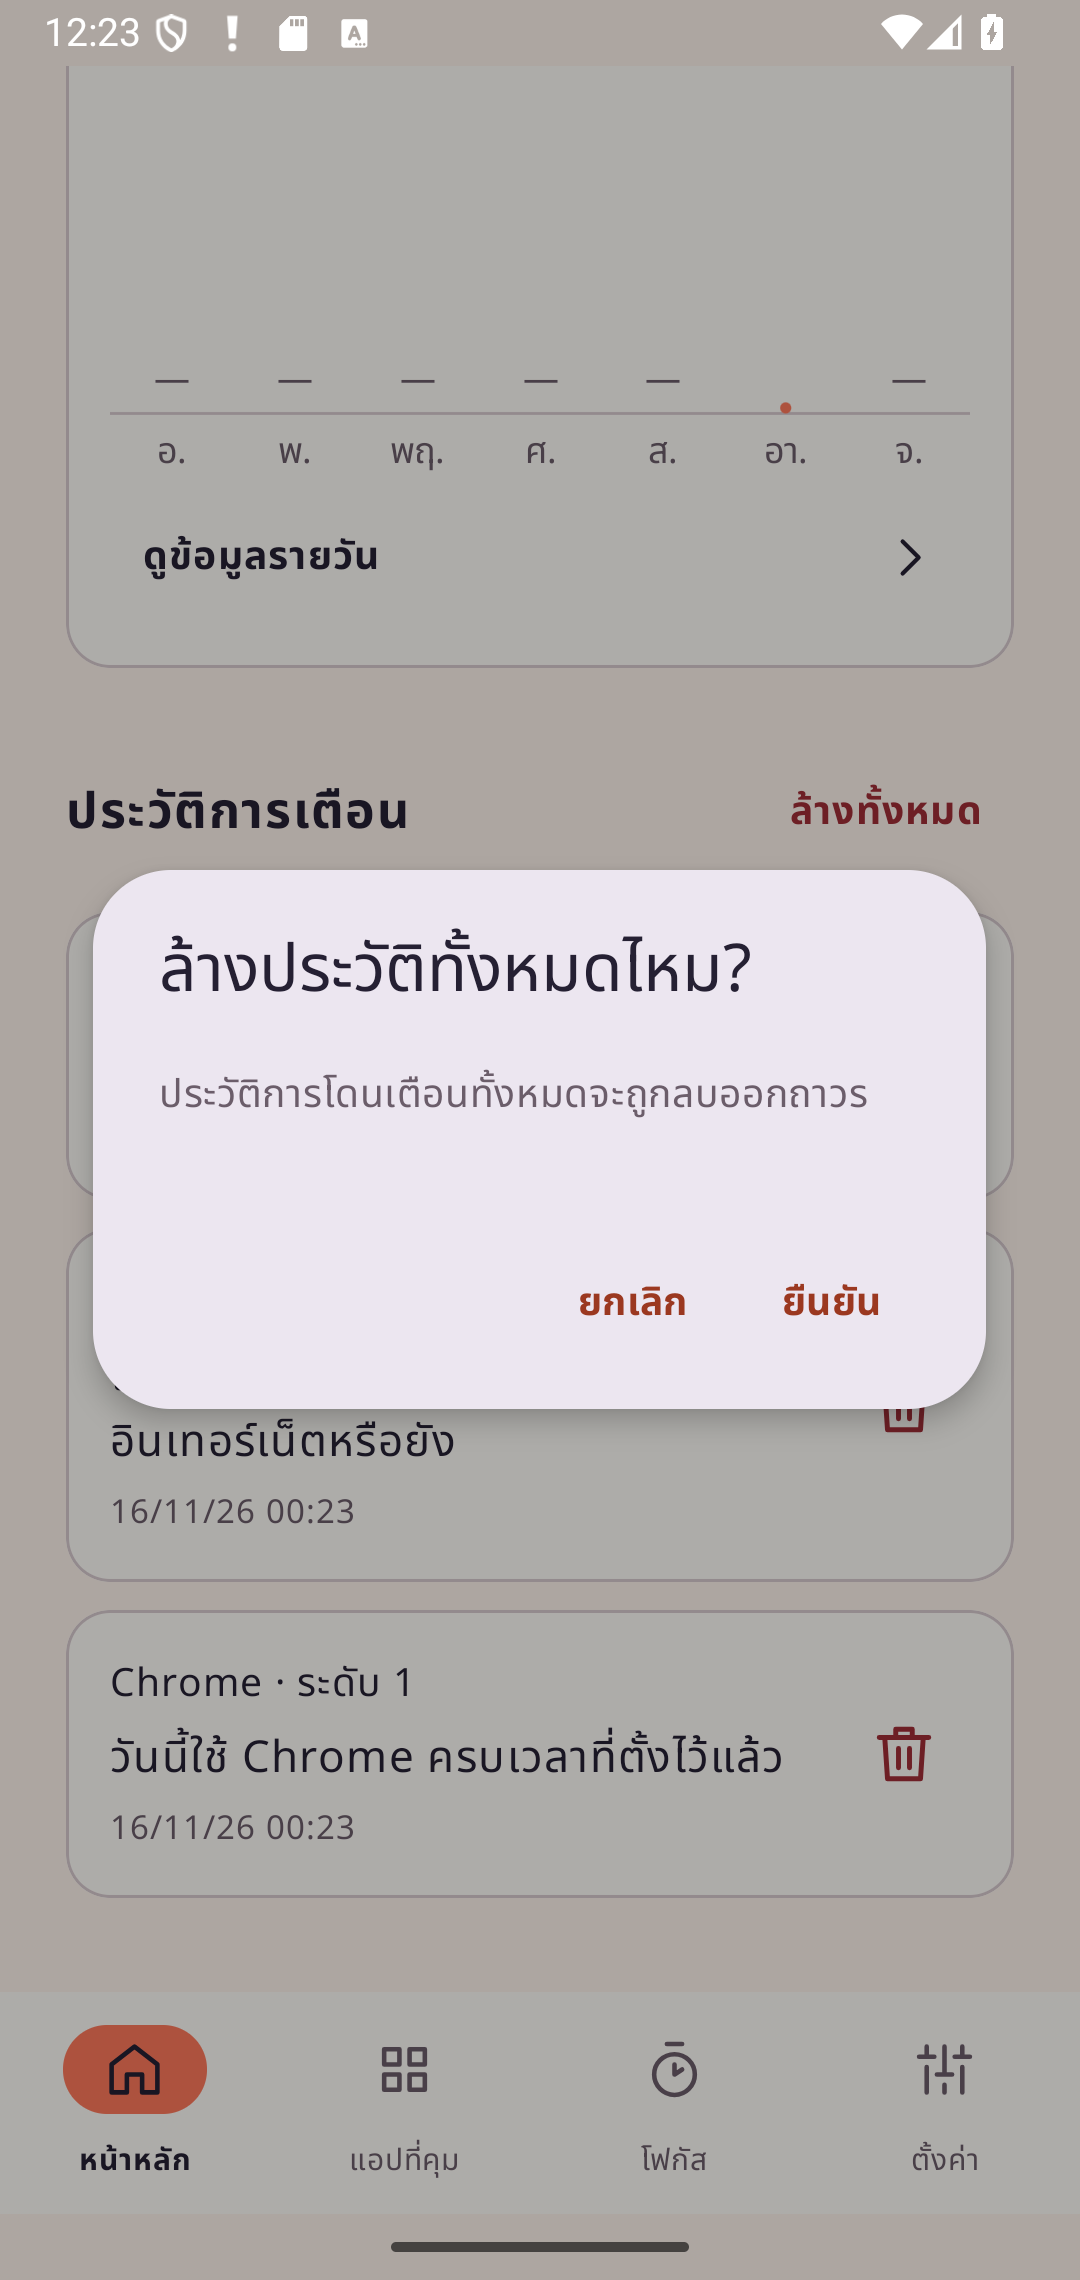 12:23
อ. พ. พฤ. ศ. ส. อา. จ.
ดูข้อมูลรายวัน
ประวัติการเตือน
ล้างทั้งหมด
ล้างประวัติทั้งหมดไหม?
ประวัติการโดนเตือนทั้งหมดจะถูกลบออกถาวร
ยกเลิก ยืนยัน
อินเทอร์เน็ตหรือยัง
16/11/26 00:23
Chrome · ระดับ 1
วันนี้ใช้ Chrome ครบเวลาที่ตั้งไว้แล้ว
16/11/26 00:23
หน้าหลัก แอปที่คุม โฟกัส ตั้งค่า